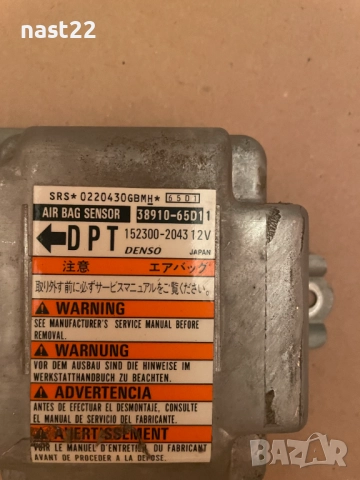 nast22
SRS* 0220430GBMH* 65D1
AIR BAG SENSOR 38910-65D11
DPT 152300-2043 12V
DENSO JAPAN
注意 エアバッグ
取り外す前に必ずサービスマニュアルをご覧ください。
WARNING
SEE MANUFACTURER'S SERVICE MANUAL BEFORE
REMOVAL.
WARNUNG
VOR DEM AUSBAU SIND DIE HINWEISE IM
WERKSTATTHANDBUCH ZU BEACHTEN.
ADVERTENCIA
ANTES DE EFECTUAR EL DESMONTAJE, CONSULTE
EL MANUAL DE SERVICIO DEL FABRICANTE.
AVERTISSEMENT
VOIR LE MANUEL D'ENTRETIEN DU FABRICANT
AVANT DE PROCEDER A LA DEPOSE.
BAZAR
bg